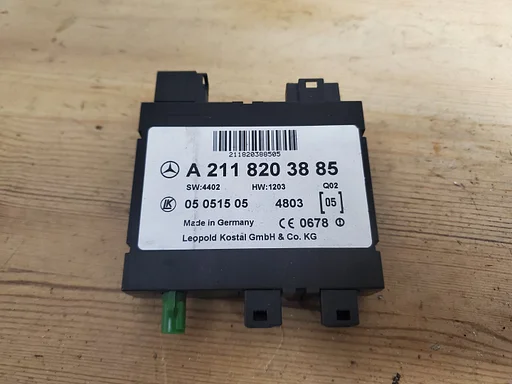 211820388505
A 211 820 38 85
SW:4402 HW:1203 Q02
LK 05 0515 05 4803 [05]
Made in Germany CE 0678
Leopold Kostal GmbH & Co. KG